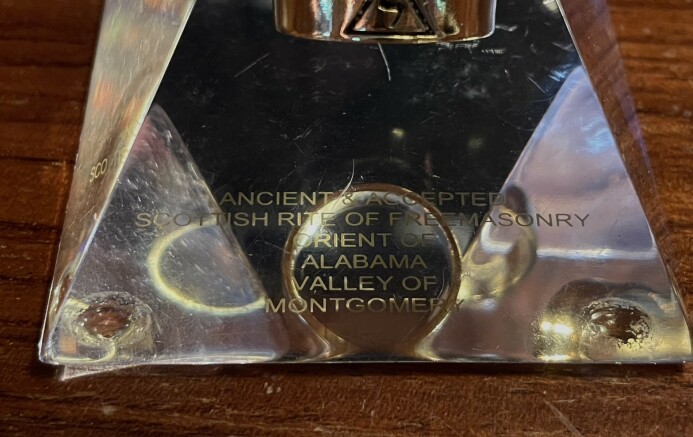 ANCIENT & ACCEPTED
SCOTTISH RITE OF FREEMASONRY
ORIENT OF
ALABAMA
VALLEY OF
MONTGOMERY